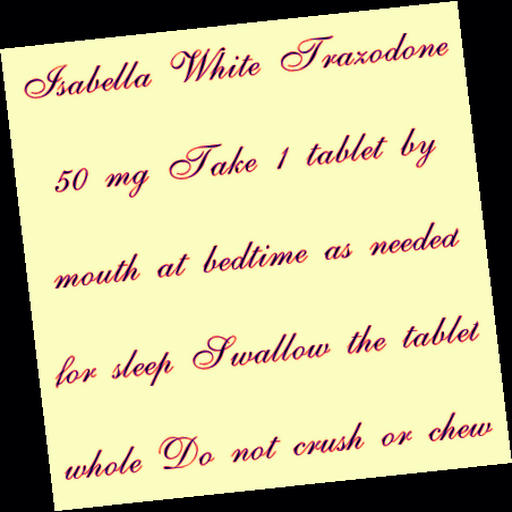 Isabella White Trazodone
50 mg Take 1 tablet by
mouth at bedtime as needed
for sleep Swallow the tablet
whole Do not crush or chew